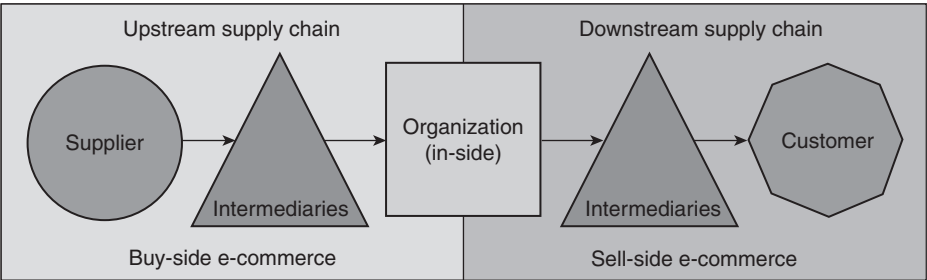 Upstream supply chain
Downstream supply chain
Supplier
Intermediaries
Organization
(in-side)
Intermediaries
Customer
Buy-side e-commerce
Sell-side e-commerce